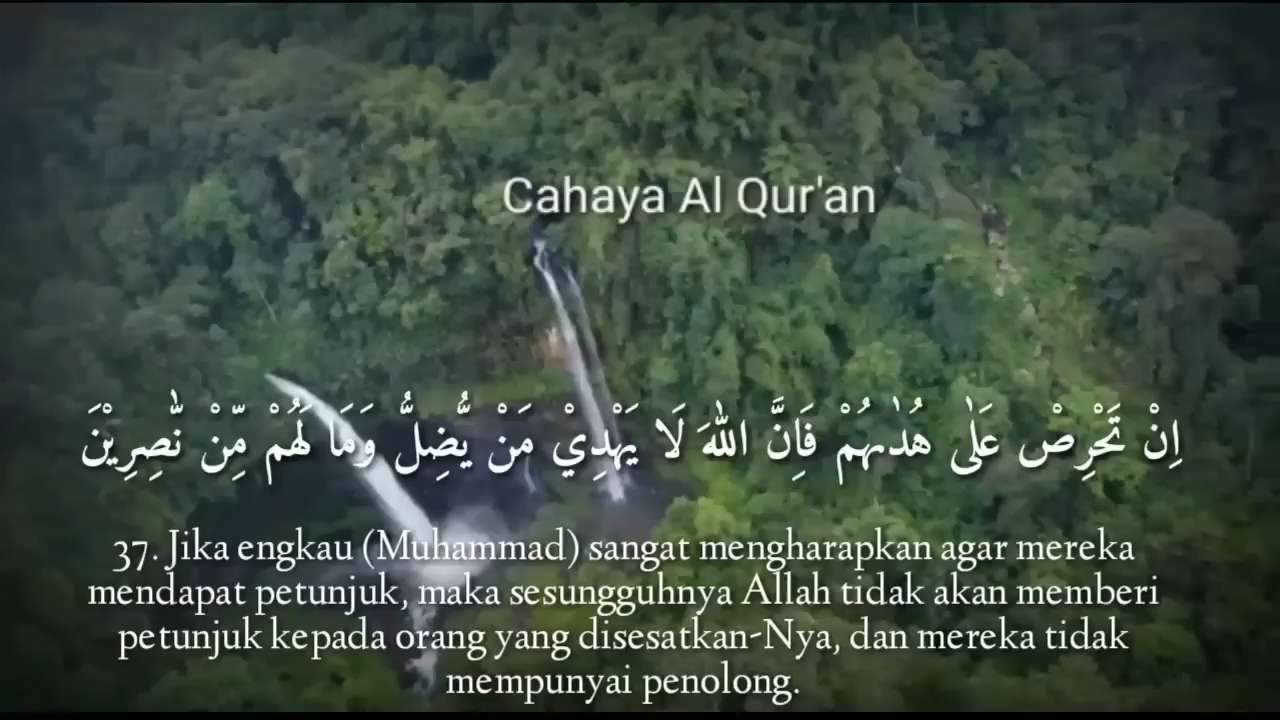 Cahaya Al Qur'an
اِنْ تَحْرِصْ عَلٰى هُدٰىهُمْ فَاِنَّ اللّٰهَ لَا يَهْدِيْ مَنْ يُّضِلُّ وَمَا لَهُمْ مِّنْ نّٰصِرِيْنَ
37. Jika engkau (Muhammad) sangat mengharapkan agar mereka
mendapat petunjuk, maka sesungguhnya Allah tidak akan memberi
petunjuk kepada orang yang disesatkan-Nya, dan mereka tidak
mempunyai penolong.